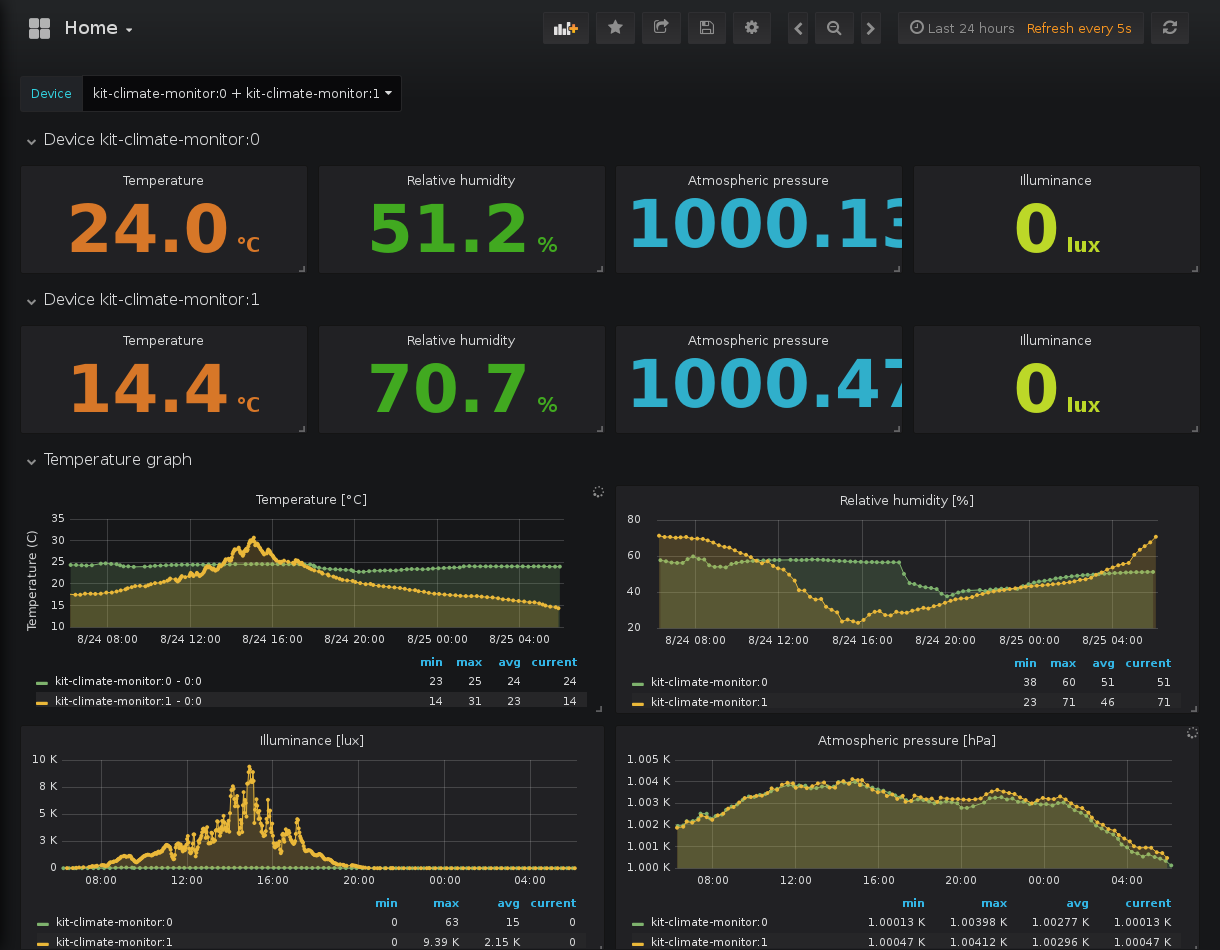 Home
Last 24 hours Refresh every 5s
Device kit-climate-monitor:0 + kit-climate-monitor:1
Device kit-climate-monitor:0
Temperature Relative humidity Atmospheric pressure Illuminance
24.0 °C 51.2 % 1000.13 0 lux
Device kit-climate-monitor:1
Temperature Relative humidity Atmospheric pressure Illuminance
14.4 °C 70.7 % 1000.47 0 lux
Temperature graph
Temperature [°C]
Temperature (C)
35
30
25
20
15
10
8/24 08:00 8/24 12:00 8/24 16:00 8/24 20:00 8/25 00:00 8/25 04:00
min max avg current
kit-climate-monitor:0 - 0:0 23 25 24 24
kit-climate-monitor:1 - 0:0 14 31 23 14
Relative humidity [%]
80
60
40
20
8/24 08:00 8/24 12:00 8/24 16:00 8/24 20:00 8/25 00:00 8/25 04:00
min max avg current
kit-climate-monitor:0 38 60 51 51
kit-climate-monitor:1 23 71 46 71
Illuminance [lux]
10 K
8 K
5 K
3 K
0
08:00 12:00 16:00 20:00 00:00 04:00
min max avg current
kit-climate-monitor:0 0 63 15 0
kit-climate-monitor:1 0 9.39 K 2.15 K 0
Atmospheric pressure [hPa]
1.005 K
1.004 K
1.003 K
1.002 K
1.001 K
1.000 K
08:00 12:00 16:00 20:00 00:00 04:00
min max avg current
kit-climate-monitor:0 1.00013 K 1.00398 K 1.00277 K 1.00013 K
kit-climate-monitor:1 1.00047 K 1.00412 K 1.00296 K 1.00047 K